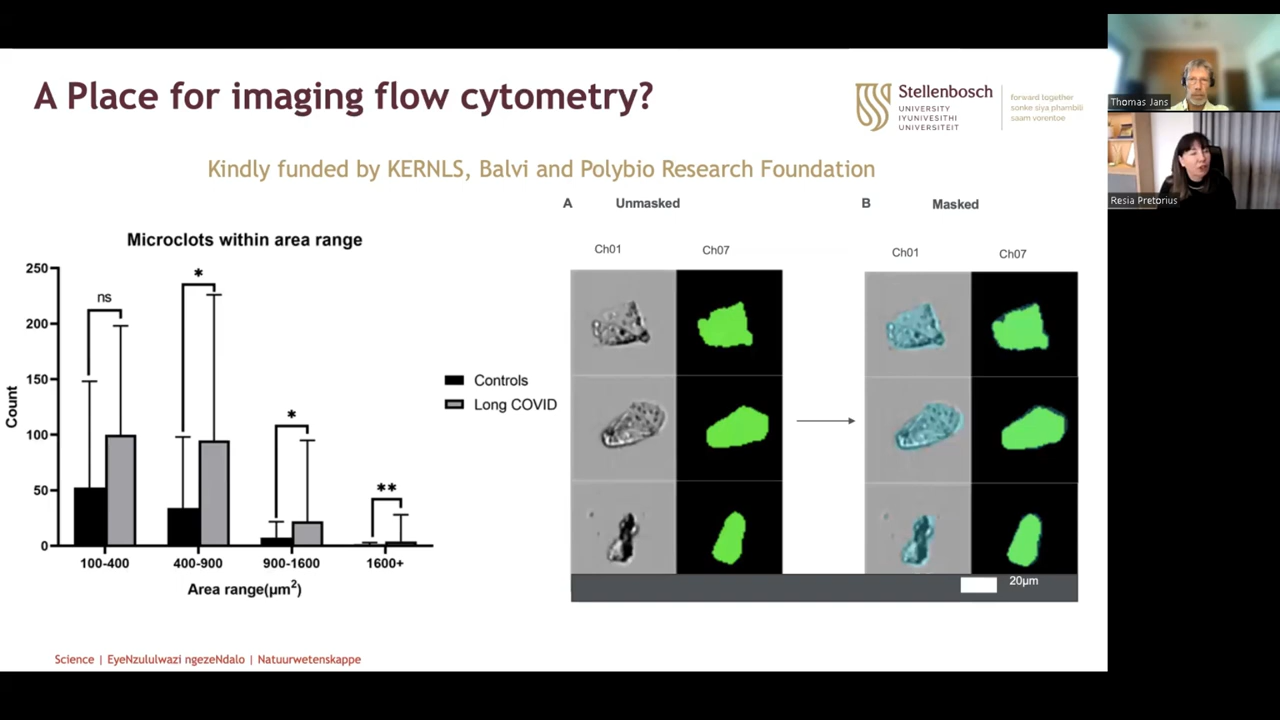 A Place for imaging flow cytometry?
Stellenbosch
UNIVERSITY
IYUNIVESITHI
UNIVERSITEIT
forward together
sonke siya phambili
saam vorentoe
Kindly funded by KERNLS, Balvi and Polybio Research Foundation
Microclots within area range
250
200
150
100
50
0
Count
ns
*
*
**
100-400
400-900
900-1600
1600+
Area range(µm²)
Controls
Long COVID
A
Unmasked
Ch01
Ch07
B
Masked
Ch01
Ch07
20µm
Science | EyeNzululwazi ngezeNdalo | Natuurwetenskappe
Thomas Jans
Resia Pretorius